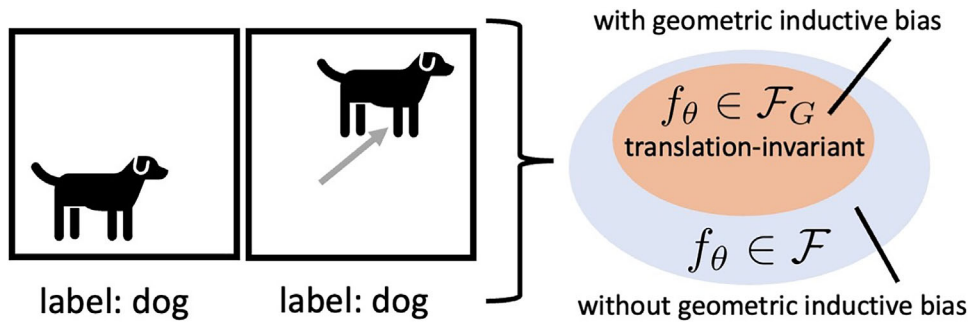 label: dog
label: dog
with geometric inductive bias
f_θ ∈ ℱ_G
translation-invariant
f_θ ∈ ℱ
without geometric inductive bias